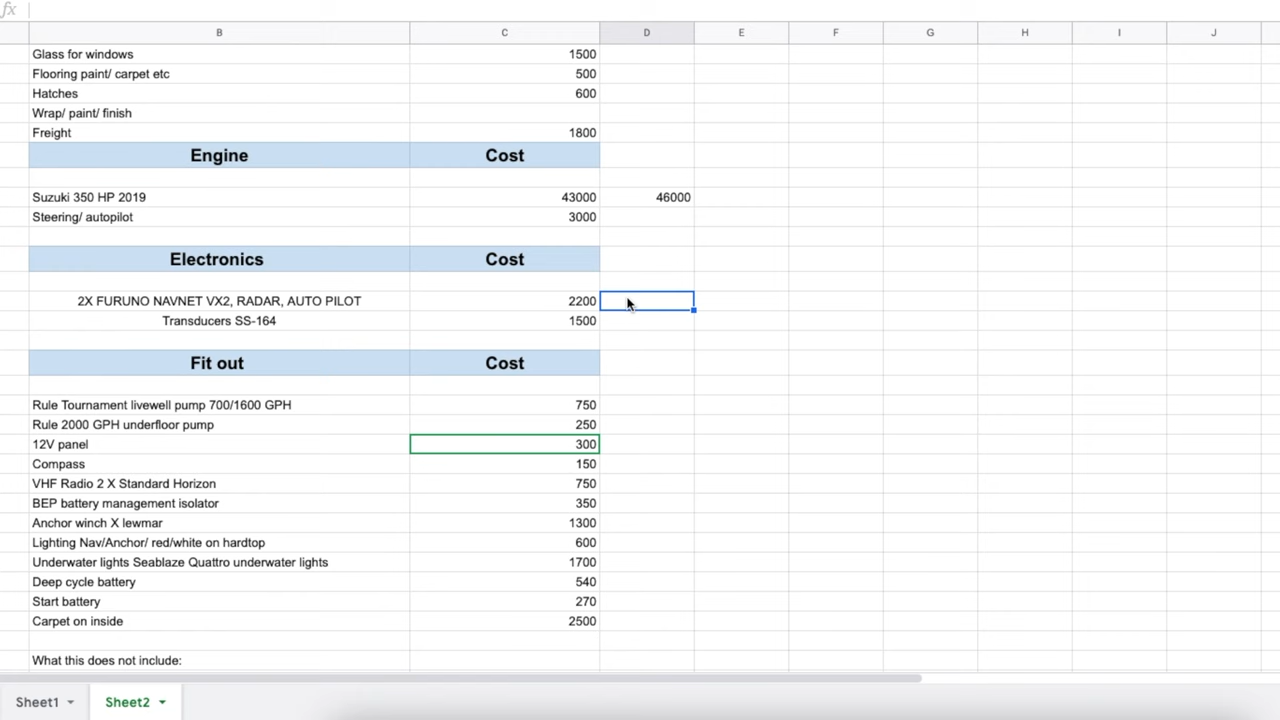 fx
B C D E F G H I J
Glass for windows 1500
Flooring paint/ carpet etc 500
Hatches 600
Wrap/ paint/ finish
Freight 1800
Engine Cost
Suzuki 350 HP 2019 43000 46000
Steering/ autopilot 3000
Electronics Cost
2X FURUNO NAVNET VX2, RADAR, AUTO PILOT 2200
Transducers SS-164 1500
Fit out Cost
Rule Tournament livewell pump 700/1600 GPH 750
Rule 2000 GPH underfloor pump 250
12V panel 300
Compass 150
VHF Radio 2 X Standard Horizon 750
BEP battery management isolator 350
Anchor winch X lewmar 1300
Lighting Nav/Anchor/ red/white on hardtop 600
Underwater lights Seablaze Quattro underwater lights 1700
Deep cycle battery 540
Start battery 270
Carpet on inside 2500
What this does not include:
Sheet1 Sheet2